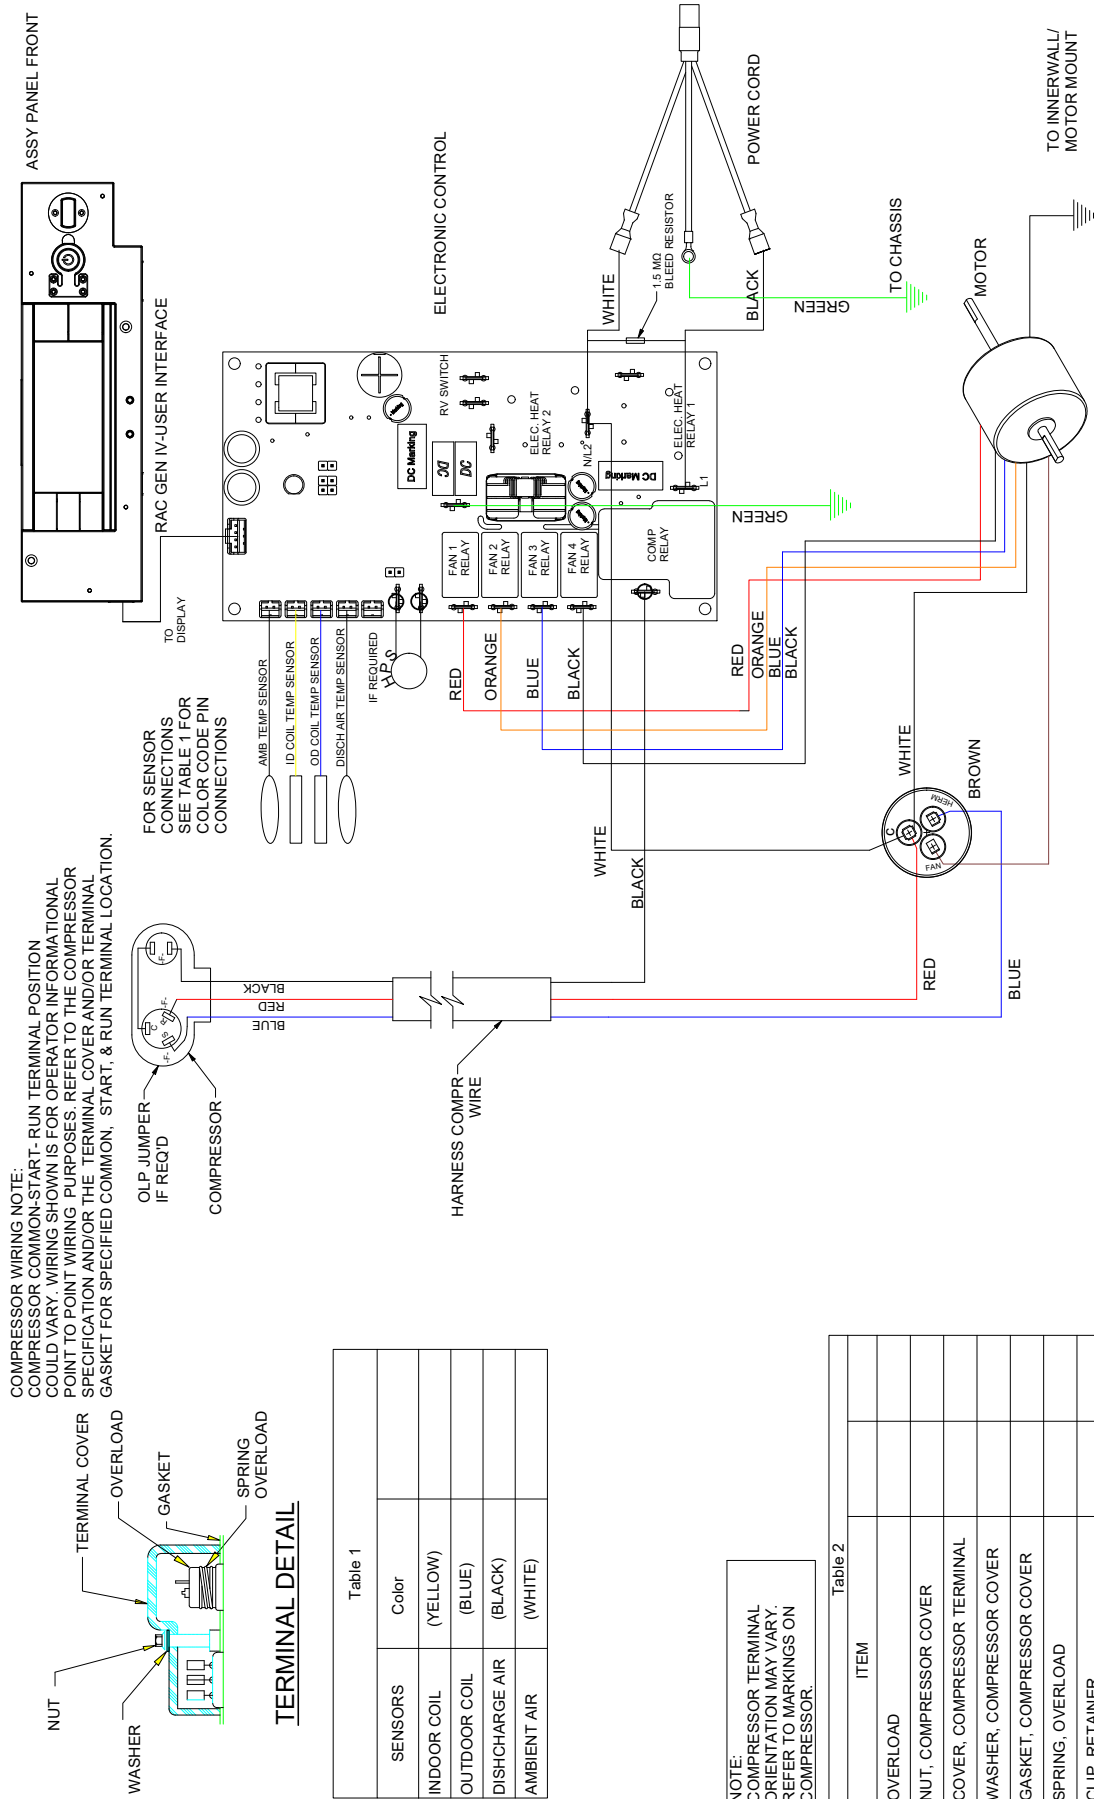 COMPRESSOR WIRING NOTE:
COMPRESSOR COMMON-START- RUN TERMINAL POSITION
COULD VARY. WIRING SHOWN IS FOR OPERATOR INFORMATIONAL
POINT TO POINT WIRING PURPOSES. REFER TO THE COMPRESSOR
SPECIFICATION AND/OR THE TERMINAL COVER AND/OR TERMINAL
GASKET FOR SPECIFIED COMMON, START, & RUN TERMINAL LOCATION.
NUT
TERMINAL COVER
OVERLOAD
WASHER
GASKET
SPRING
OVERLOAD
TERMINAL DETAIL
Table 1
SENSORS Color
INDOOR COIL (YELLOW)
OUTDOOR COIL (BLUE)
DISHCHARGE AIR (BLACK)
AMBIENT AIR (WHITE)
NOTE:
COMPRESSOR TERMINAL
ORIENTATION MAY VARY.
REFER TO MARKINGS ON
COMPRESSOR.
Table 2
ITEM
OVERLOAD
NUT, COMPRESSOR COVER
COVER, COMPRESSOR TERMINAL
WASHER, COMPRESSOR COVER
GASKET, COMPRESSOR COVER
SPRING, OVERLOAD
CLIP, RETAINER
OLP JUMPER
IF REQ'D
COMPRESSOR
C
S
R
-F-
-F-
-F-
BLACK
RED
BLUE
HARNESS COMPR
WIRE
FOR SENSOR
CONNECTIONS
SEE TABLE 1 FOR
COLOR CODE PIN
CONNECTIONS
AMB TEMP SENSOR
ID COIL TEMP SENSOR
OD COIL TEMP SENSOR
DISCH AIR TEMP SENSOR
IF REQUIRED
H.P.S
RED
ORANGE
BLUE
BLACK
WHITE
BLACK
ASSY PANEL FRONT
RAC GEN IV-USER INTERFACE
TO
DISPLAY
ELECTRONIC CONTROL
RV SWITCH
DC Marking
DC
DC
ELEC. HEAT
RELAY 2
N/L2
DC Marking
ELEC. HEAT
RELAY 1
L1
FAN 1
RELAY
FAN 2
RELAY
FAN 3
RELAY
FAN 4
RELAY
COMP
RELAY
GREEN
WHITE
1.5 MΩ
BLEED RESISTOR
BLACK
POWER CORD
GREEN
TO CHASSIS
RED
ORANGE
BLUE
BLACK
MOTOR
TO INNERWALL/
MOTOR MOUNT
WHITE
C
HERM
FAN
BROWN
RED
BLUE